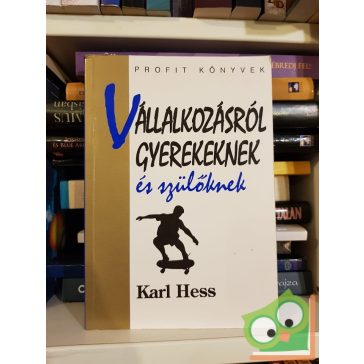 PROFIT KÖNYVEK
VÁLLALKOZÁSRÓL
GYEREKEKNEK
és szülőknek
Karl Hess